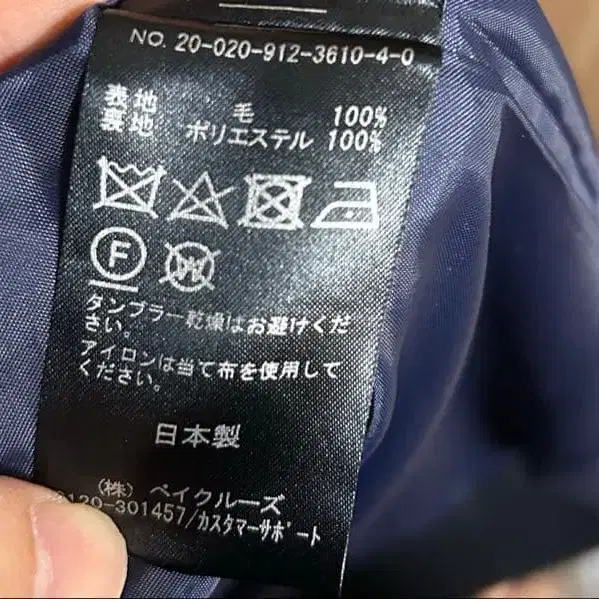 NO. 20-020-912-3610-4-0
表地 毛 100%
裏地 ポリエステル 100%
F W
タンブラー乾燥はお避けくだ
さい。
アイロンは当て布を使用して
ください。
日本製
(株) ベイクルーズ
120-301457/カスタマーサポート